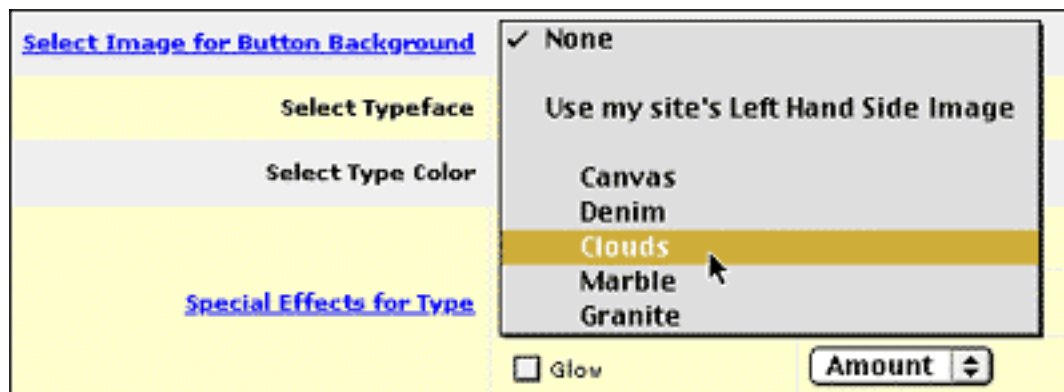 Select Image for Button Background
✓ None
Select Typeface
Use my site's Left Hand Side Image
Select Type Color
Canvas
Denim
Clouds
Marble
Granite
Special Effects for Type
Glow
Amount